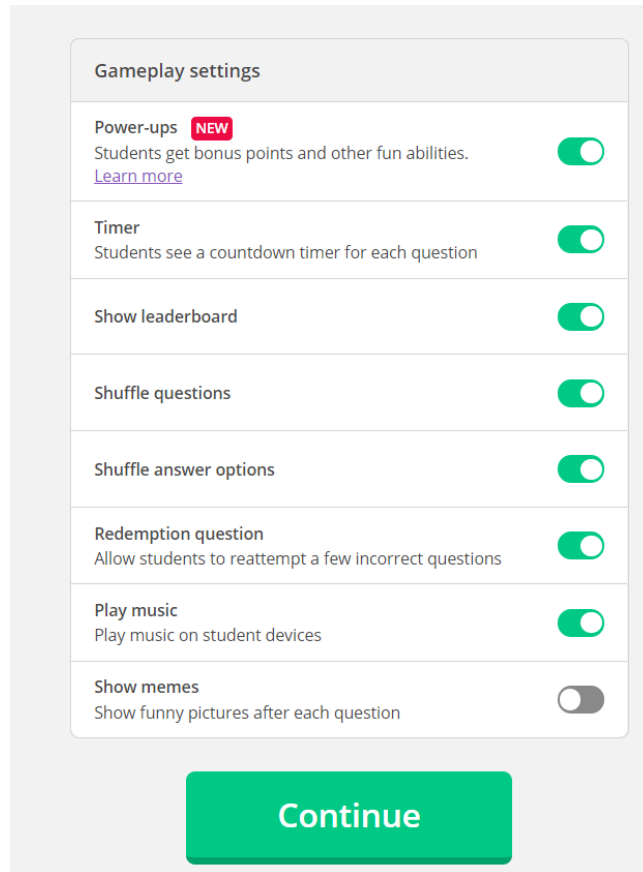 Gameplay settings
Power-ups NEW
Students get bonus points and other fun abilities.
Learn more
Timer
Students see a countdown timer for each question
Show leaderboard
Shuffle questions
Shuffle answer options
Redemption question
Allow students to reattempt a few incorrect questions
Play music
Play music on student devices
Show memes
Show funny pictures after each question
Continue